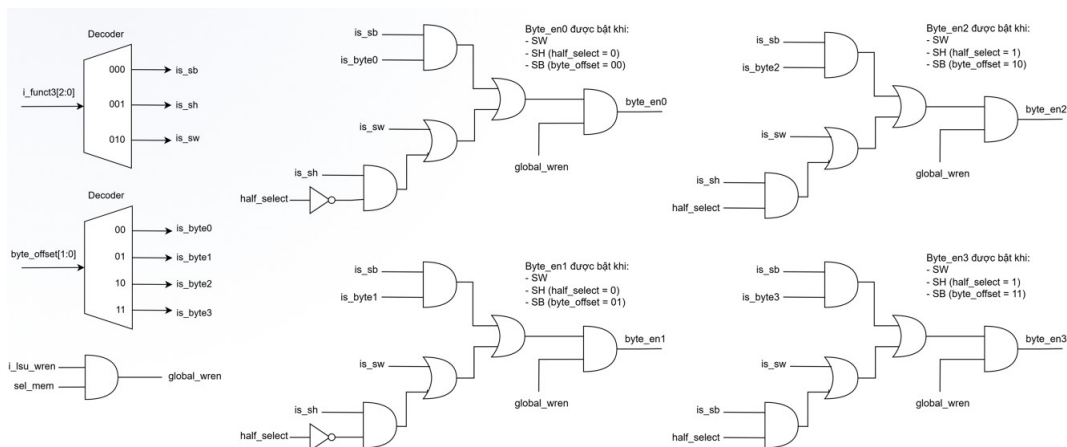 Decoder
i_funct3[2:0]
000
is_sb
001
is_sh
010
is_sw
Decoder
byte_offset[1:0]
00
is_byte0
01
is_byte1
10
is_byte2
11
is_byte3
i_lsu_wren
sel_mem
global_wren
is_sb
is_byte0
is_sw
is_sh
half_select
global_wren
byte_en0
Byte_en0 được bật khi:
- SW
- SH (half_select = 0)
- SB (byte_offset = 00)
is_sb
is_byte2
is_sw
is_sh
half_select
global_wren
byte_en2
Byte_en2 được bật khi:
- SW
- SH (half_select = 1)
- SB (byte_offset = 10)
is_sb
is_byte1
is_sw
is_sh
half_select
global_wren
byte_en1
Byte_en1 được bật khi:
- SW
- SH (half_select = 0)
- SB (byte_offset = 01)
is_sb
is_byte3
is_sw
is_sb
half_select
global_wren
byte_en3
Byte_en3 được bật khi:
- SW
- SH (half_select = 1)
- SB (byte_offset = 11)